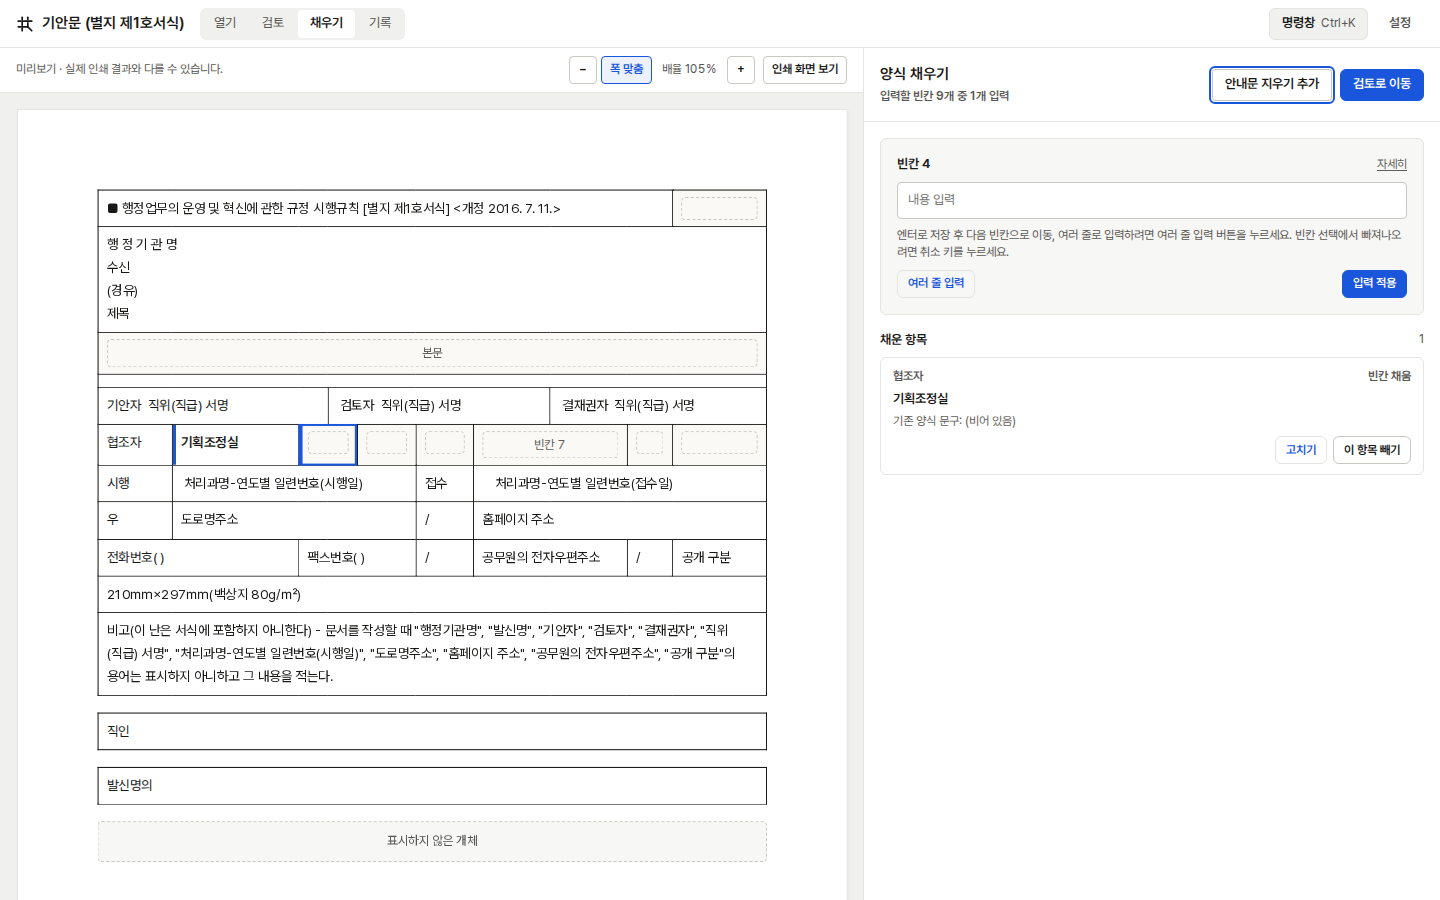 기안문 (별지 제1호서식)
열기
검토
채우기
기록
명령창 Ctrl+K
설정
미리보기 · 실제 인쇄 결과와 다를 수 있습니다.
−
폭 맞춤
배율 105%
+
인쇄 화면 보기
■ 행정업무의 운영 및 혁신에 관한 규정 시행규칙 [별지 제1호서식] <개정 2016. 7. 11.>
행 정 기 관 명
수신
(경유)
제목
본문
기안자 직위(직급) 서명
검토자 직위(직급) 서명
결재권자 직위(직급) 서명
협조자
기획조정실
빈칸 7
시행
처리과명-연도별 일련번호(시행일)
접수
처리과명-연도별 일련번호(접수일)
우
도로명주소
/
홈페이지 주소
전화번호( )
팩스번호( )
/
공무원의 전자우편주소
/
공개 구분
210mm×297mm(백상지 80g/m²)
비고(이 난은 서식에 포함하지 아니한다) - 문서를 작성할 때 "행정기관명", "발신명", "기안자", "검토자", "결재권자", "직위
(직급) 서명", "처리과명-연도별 일련번호(시행일)", "도로명주소", "홈페이지 주소", "공무원의 전자우편주소", "공개 구분"의
용어는 표시하지 아니하고 그 내용을 적는다.
직인
발신명의
표시하지 않은 개체
양식 채우기
입력할 빈칸 9개 중 1개 입력
안내문 지우기 추가
검토로 이동
빈칸 4
자세히
내용 입력
엔터로 저장 후 다음 빈칸으로 이동, 여러 줄로 입력하려면 여러 줄 입력 버튼을 누르세요. 빈칸 선택에서 빠져나오
려면 취소 키를 누르세요.
여러 줄 입력
입력 적용
채운 항목
1
협조자
빈칸 채움
기획조정실
기존 양식 문구: (비어 있음)
고치기
이 항목 빼기